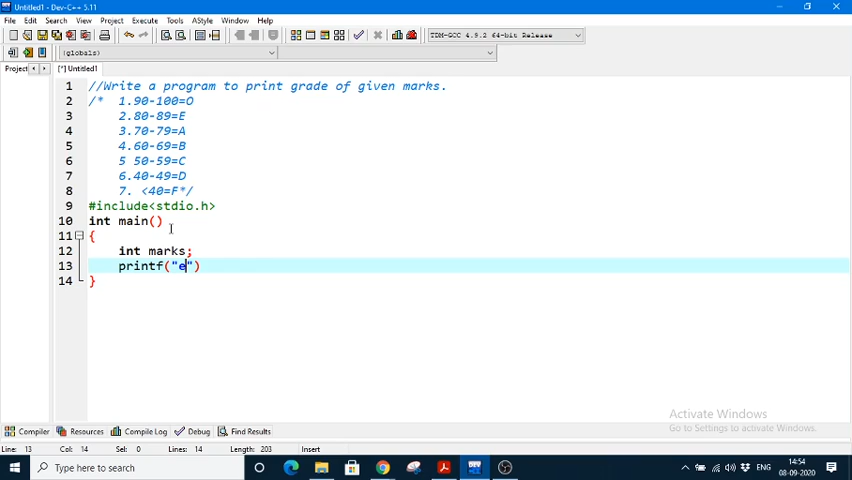 Untitled1 - Dev-C++ 5.11
File Edit Search View Project Execute Tools AStyle Window Help
TDM-GCC 4.9.2 64-bit Release
(globals)
Project [*] Untitled1
1 //Write a program to print grade of given marks.
2 /* 1.90-100=O
3 2.80-89=E
4 3.70-79=A
5 4.60-69=B
6 5 50-59=C
7 6.40-49=D
8 7. <40=F*/
9 #include<stdio.h>
10 int main()
11 {
12 int marks;
13 printf("e")
14 }
Activate Windows
Go to Settings to activate Windows.
Compiler Resources Compile Log Debug Find Results
Line: 13 Col: 14 Sel: 0 Lines: 14 Length: 203 Insert
Type here to search
ENG
14:54
08-09-2020